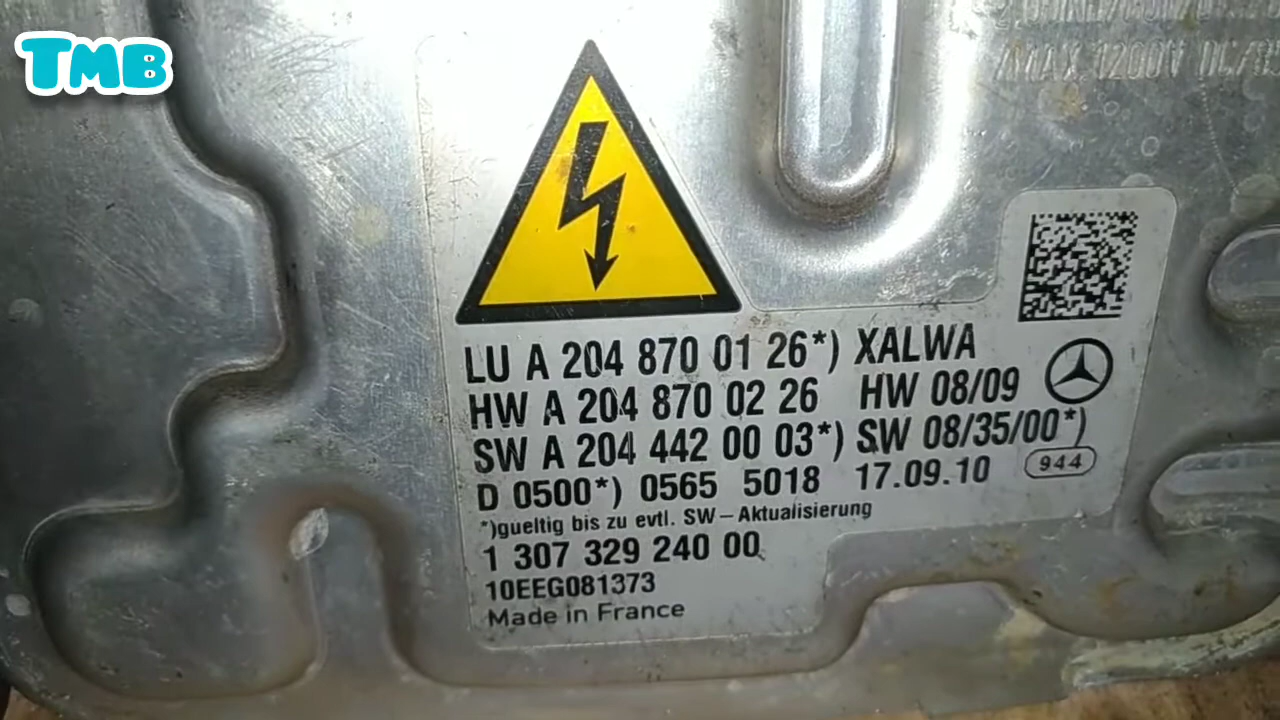 TMB
LU A 204 870 01 26*) XALWA
HW A 204 870 02 26 HW 08/09
SW A 204 442 00 03*) SW 08/35/00*)
D 0500*) 0565 5018 17.09.10 944
*)gueltig bis zu evtl. SW-Aktualisierung
1 307 329 240 00
10EEG081373
Made in France